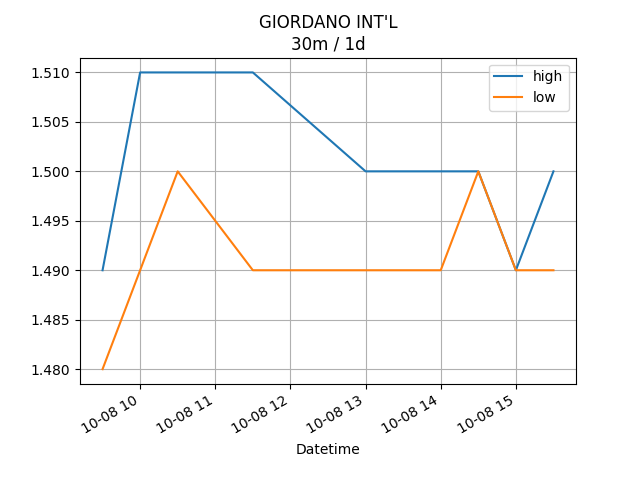 GIORDANO INT'L
30m / 1d
high
low
1.510
1.505
1.500
1.495
1.490
1.485
1.480
10-08 10
10-08 11
10-08 12
10-08 13
10-08 14
10-08 15
Datetime